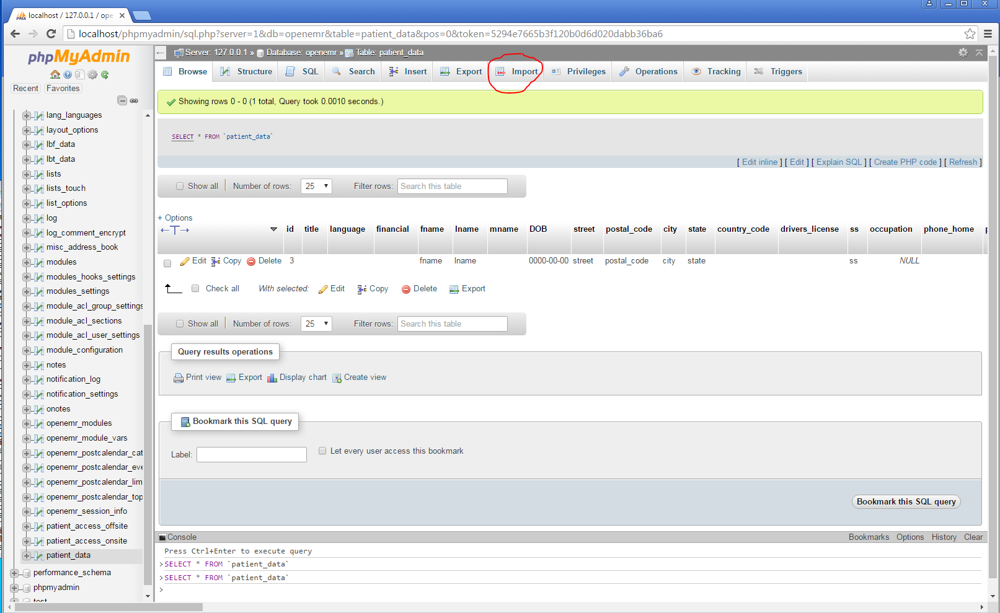 localhost / 127.0.0.1 / ope
localhost/phpmyadmin/sql.php?server=1&db=openemr&table=patient_data&pos=0&token=5294e7665b3f120b0d6d020dabb36ba6
phpMyAdmin
Recent Favorites
lang_languages
layout_options
lbf_data
lbt_data
lists
lists_touch
list_options
log
log_comment_encrypt
misc_address_book
modules
modules_hooks_settings
modules_settings
module_acl_group_settings
module_acl_sections
module_acl_user_settings
module_configuration
notes
notification_log
notification_settings
onotes
openemr_modules
openemr_module_vars
openemr_postcalendar_cat
openemr_postcalendar_eve
openemr_postcalendar_lim
openemr_postcalendar_top
openemr_session_info
patient_access_offsite
patient_access_onsite
patient_data
performance_schema
phpmyadmin
test
Server: 127.0.0.1 » Database: openemr » Table: patient_data
Browse Structure SQL Search Insert Export Import Privileges Operations Tracking Triggers
Showing rows 0 - 0 (1 total, Query took 0.0010 seconds.)
SELECT * FROM `patient_data`
[ Edit inline ] [ Edit ] [ Explain SQL ] [ Create PHP code ] [ Refresh ]
Show all Number of rows: 25 Filter rows: Search this table
+ Options
id title language financial fname lname mname DOB street postal_code city state country_code drivers_license ss occupation phone_home p
Edit Copy Delete 3 fname lname 0000-00-00 street postal_code city state ss NULL
Check all With selected: Edit Copy Delete Export
Show all Number of rows: 25 Filter rows: Search this table
Query results operations
Print view Export Display chart Create view
Bookmark this SQL query
Label: Let every user access this bookmark
Bookmark this SQL query
Console Bookmarks Options History Clear
Press Ctrl+Enter to execute query
>SELECT * FROM `patient_data`
>SELECT * FROM `patient_data`
>